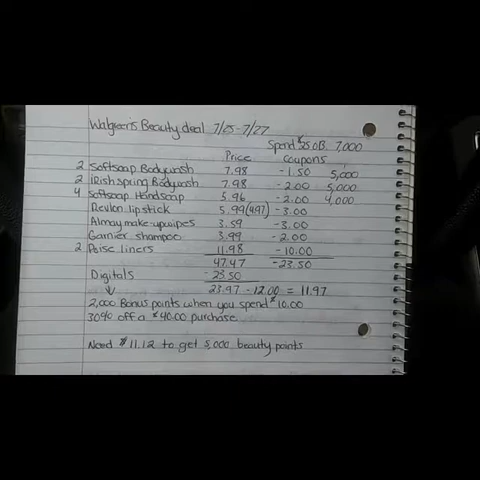 Walgreen's Beauty deal 7/25-7/27
Spend $25 OB 7,000
Price coupons
2 Softsoap Bodywash 7.98 -1.50 5,000
2 Irish spring Bodywash 7.98 -2.00 5,000
4 Softsoap Handsoap 5.96 -2.00 4,000
Revlon lipstick 5.99(497) -3.00
Almay make-up wipes 3.59 -3.00
Garnier shampoo 3.99 -2.00
2 Poise liners 11.98 -10.00
47.47 -23.50
Digitals -23.50
23.97 -12.00 = 11.97
2,000 Bonus points when you spend $10.00
30% off a $40.00 purchase
Need $11.12 to get 5,000 beauty points